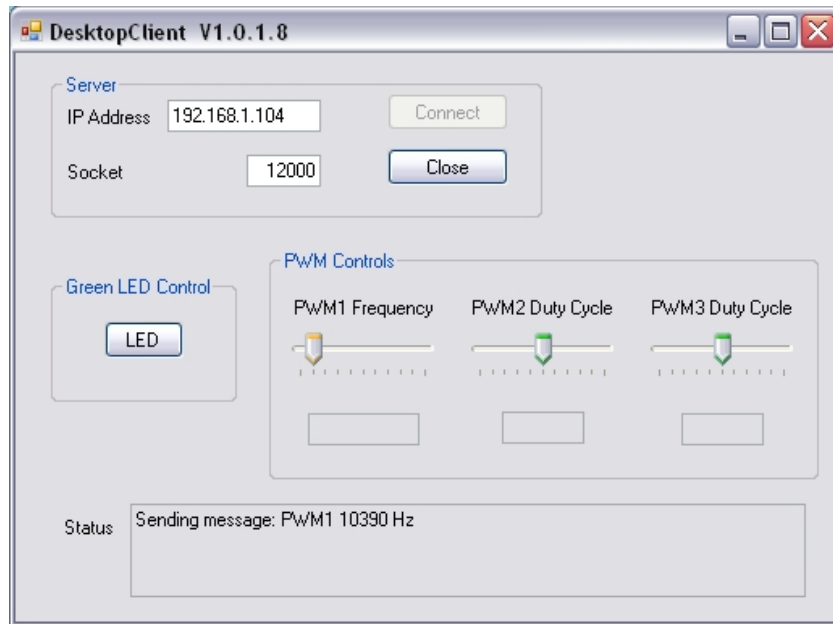 DesktopClient V1.0.1.8
Server
IP Address 192.168.1.104 Connect
Socket 12000 Close
Green LED Control
LED
PWM Controls
PWM1 Frequency PWM2 Duty Cycle PWM3 Duty Cycle
Status Sending message: PWM1 10390 Hz